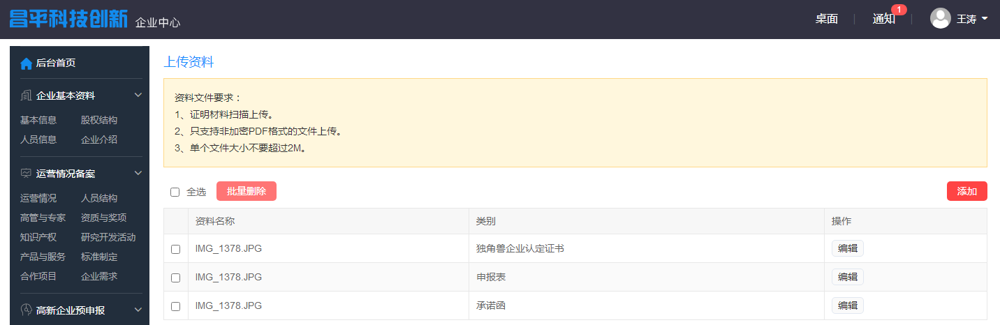 昌平科技创新 企业中心
桌面 通知 1 王涛
后台首页
企业基本资料
基本信息 股权结构
人员信息 企业介绍
运营情况备案
运营情况 人员结构
高管与专家 资质与奖项
知识产权 研究开发活动
产品与服务 标准制定
合作项目 企业需求
高新企业预申报
上传资料
资料文件要求：
1、证明材料扫描上传。
2、只支持非加密PDF格式的文件上传。
3、单个文件大小不要超过2M。
全选 批量删除 添加
资料名称 类别 操作
IMG_1378.JPG 独角兽企业认定证书 编辑
IMG_1378.JPG 申报表 编辑
IMG_1378.JPG 承诺函 编辑